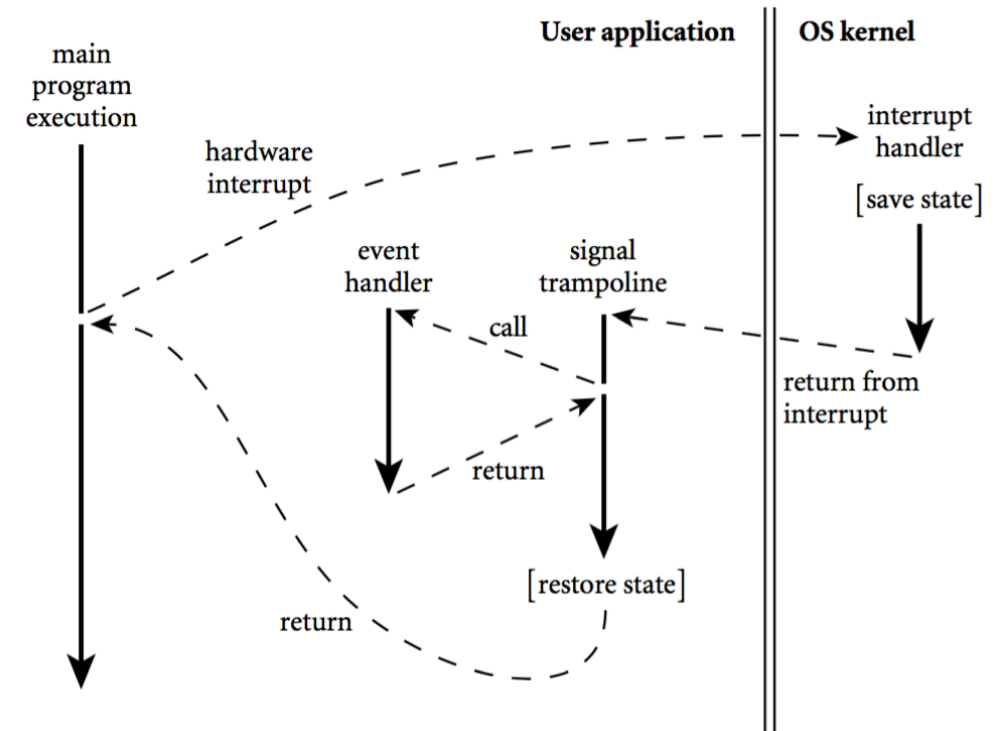 User application
OS kernel
main
program
execution
interrupt
handler
hardware
interrupt
[save state]
event
handler
signal
trampoline
call
return from
interrupt
return
[restore state]
return